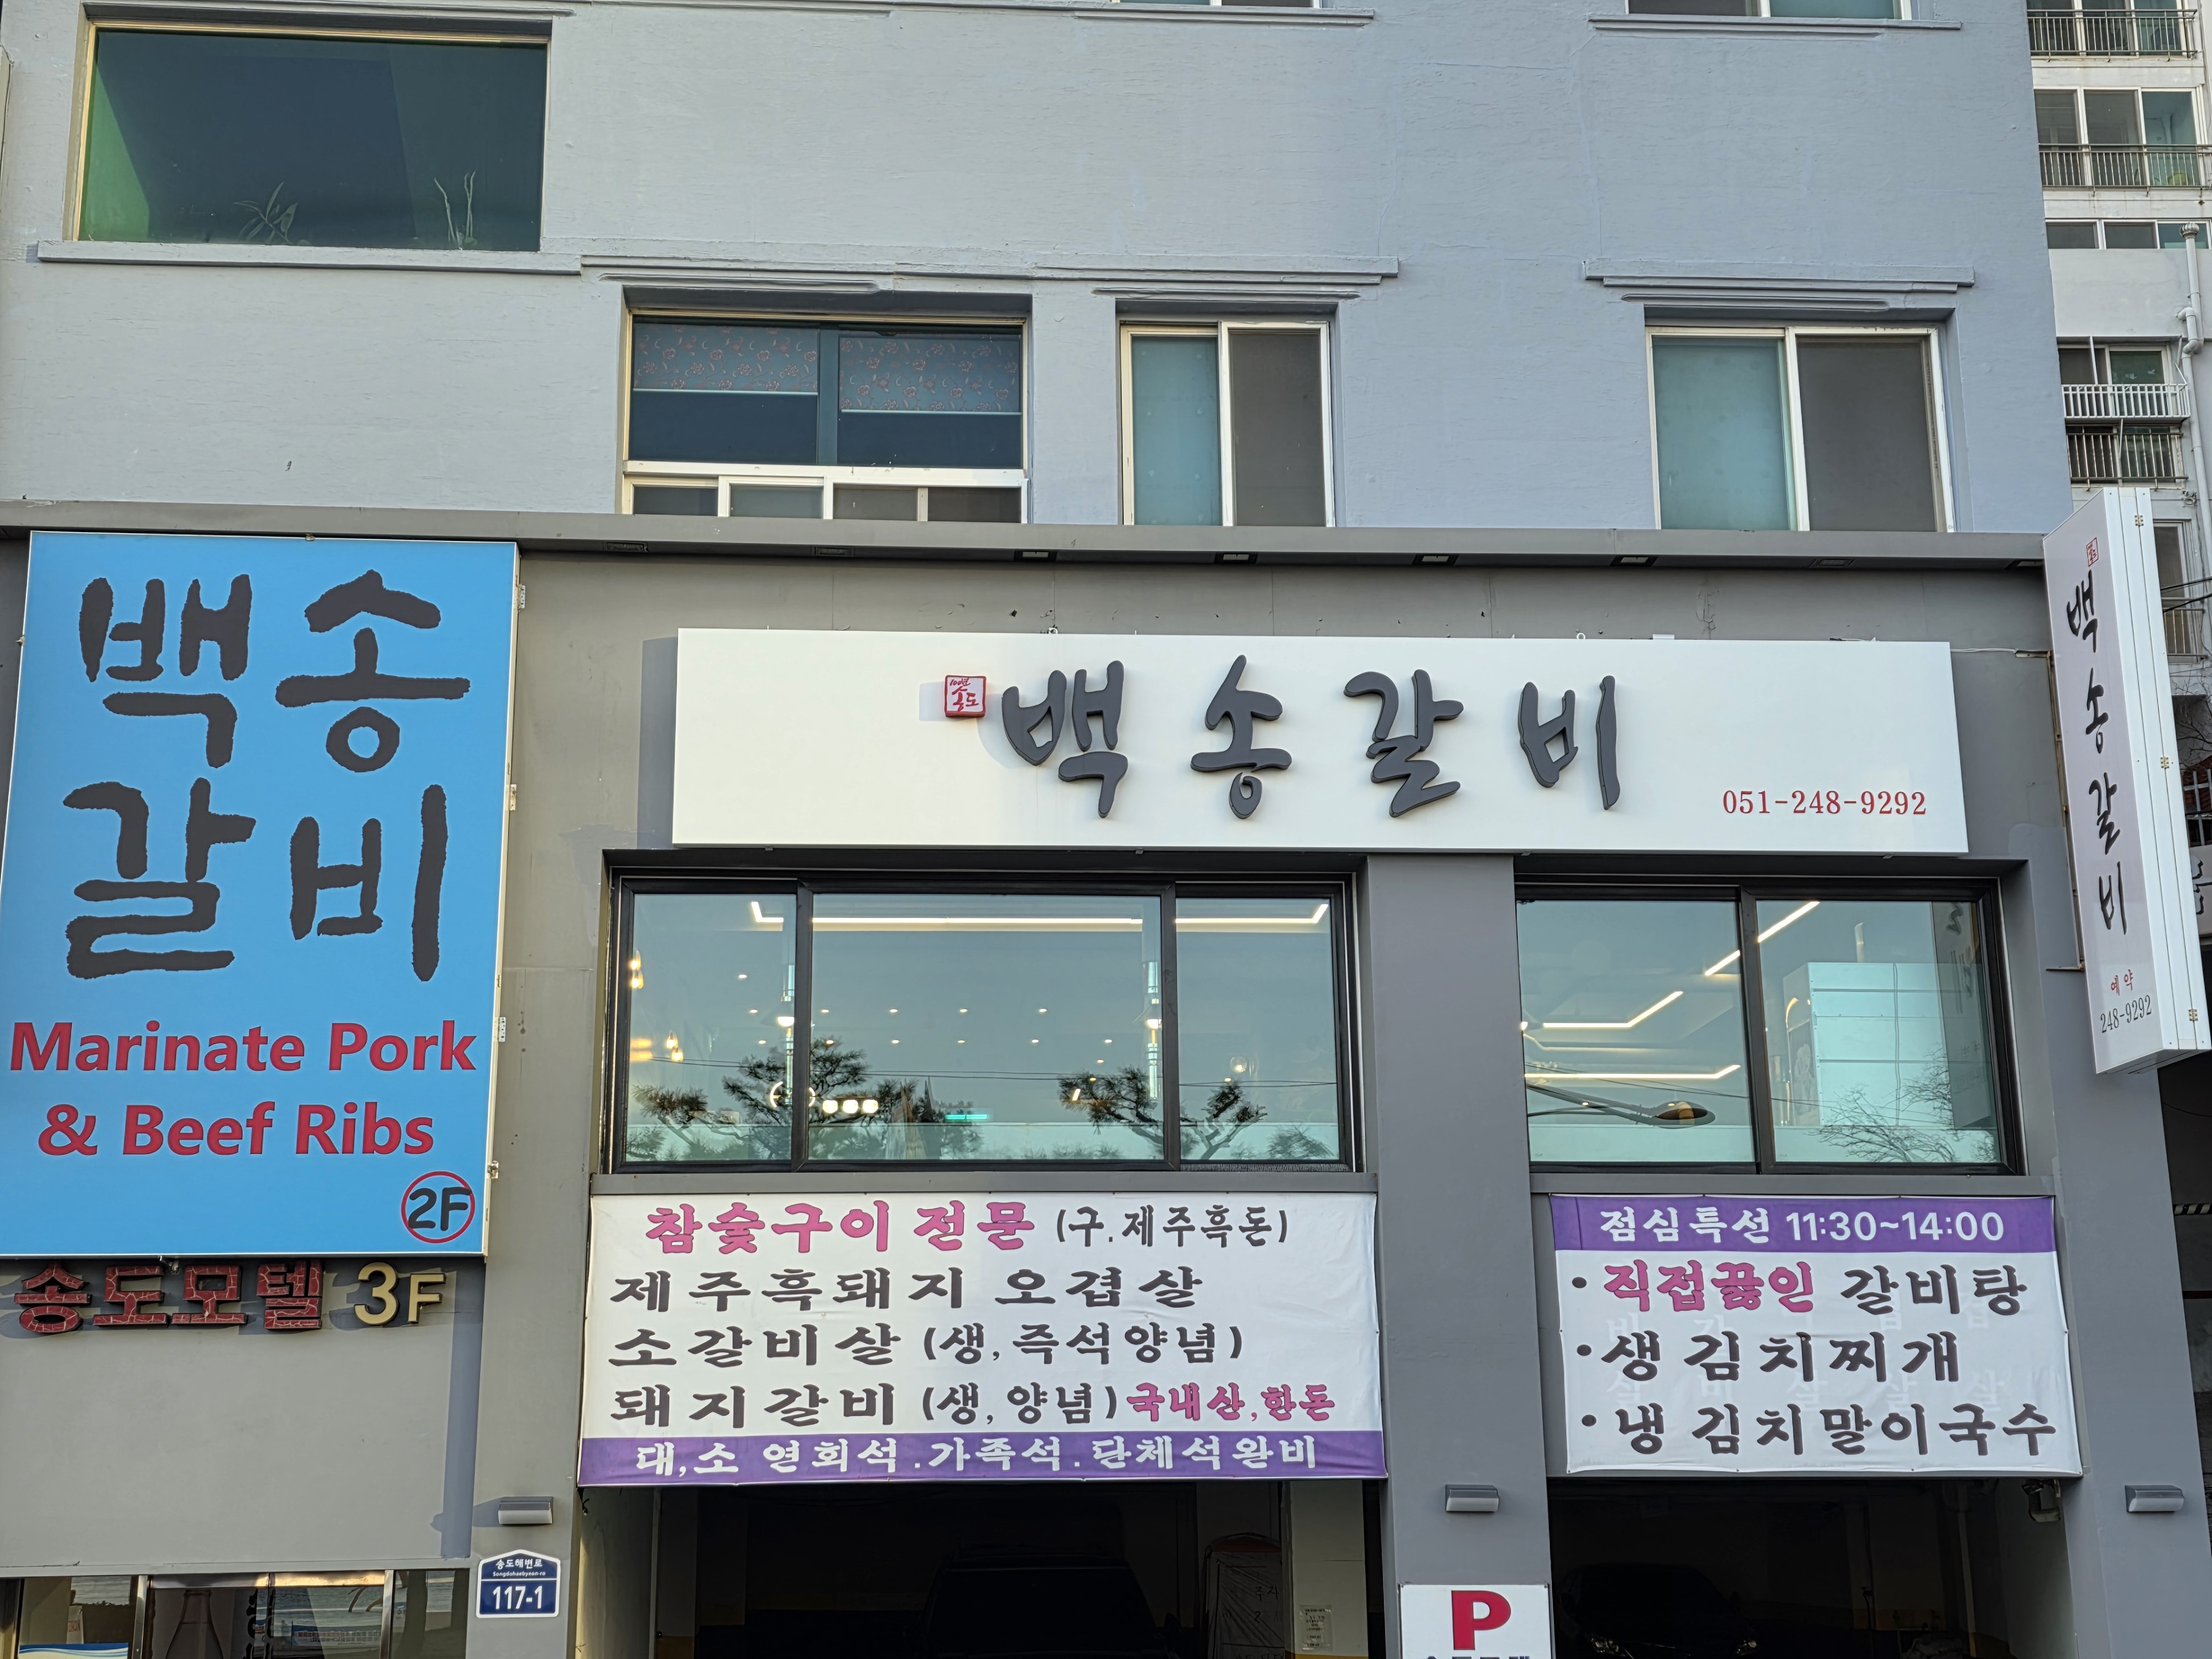 백송
갈비
Marinate Pork
& Beef Ribs
2F
송도모텔 3F
송도해변로
Songdohaebyeon-ro
117-1
송도
백송갈비
051-248-9292
참숯구이 전문 (구.제주흑돈)
제주흑돼지 오겹살
소갈비살 (생, 즉석양념)
돼지갈비 (생, 양념) 국내산, 한돈
대,소 연회석.가족석.단체석완비
점심특선 11:30~14:00
• 직접끓인 갈비탕
• 생김치찌개
• 냉김치말이국수
P
백송갈비
예약
248-9292